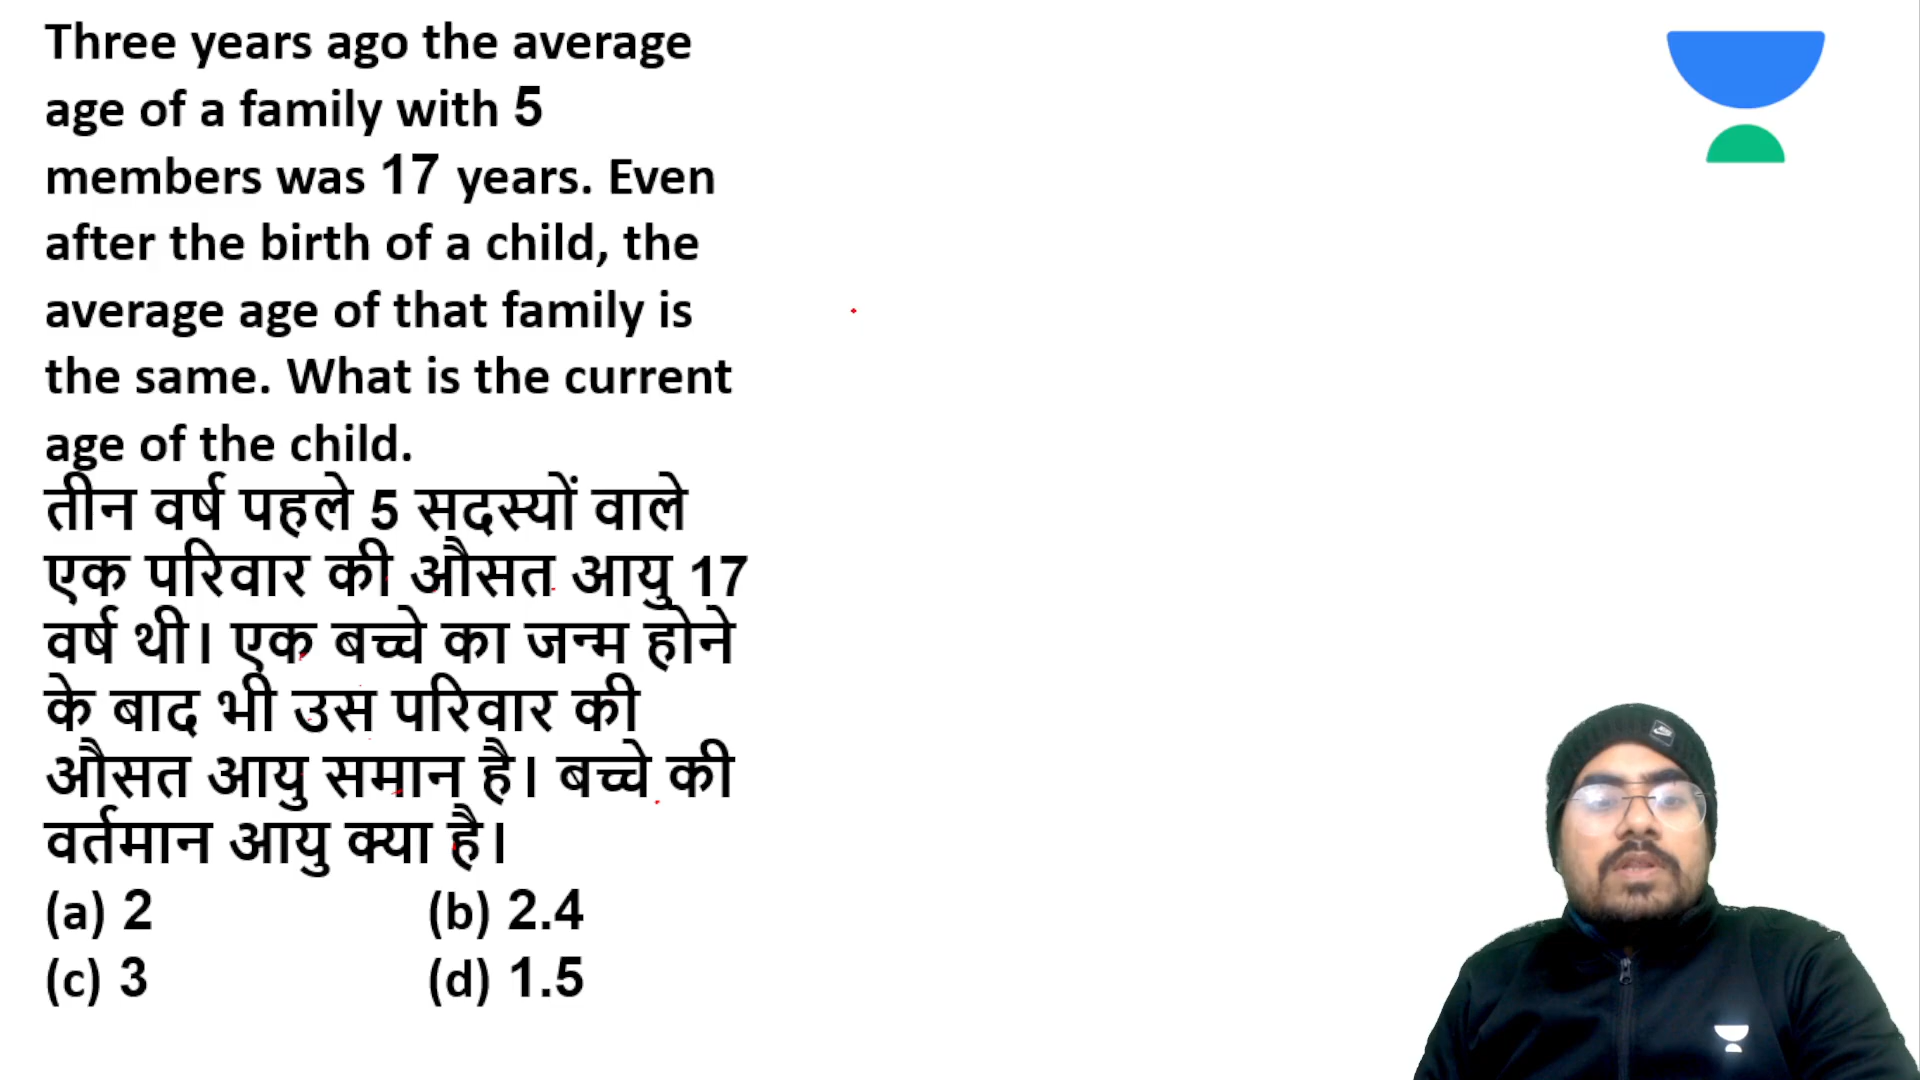 Three years ago the average
age of a family with 5
members was 17 years. Even
after the birth of a child, the
average age of that family is
the same. What is the current
age of the child.
तीन वर्ष पहले 5 सदस्यों वाले
एक परिवार की औसत आयु 17
वर्ष थी। एक बच्चे का जन्म होने
के बाद भी उस परिवार की
औसत आयु समान है। बच्चे की
वर्तमान आयु क्या है।
(a) 2 (b) 2.4
(c) 3 (d) 1.5